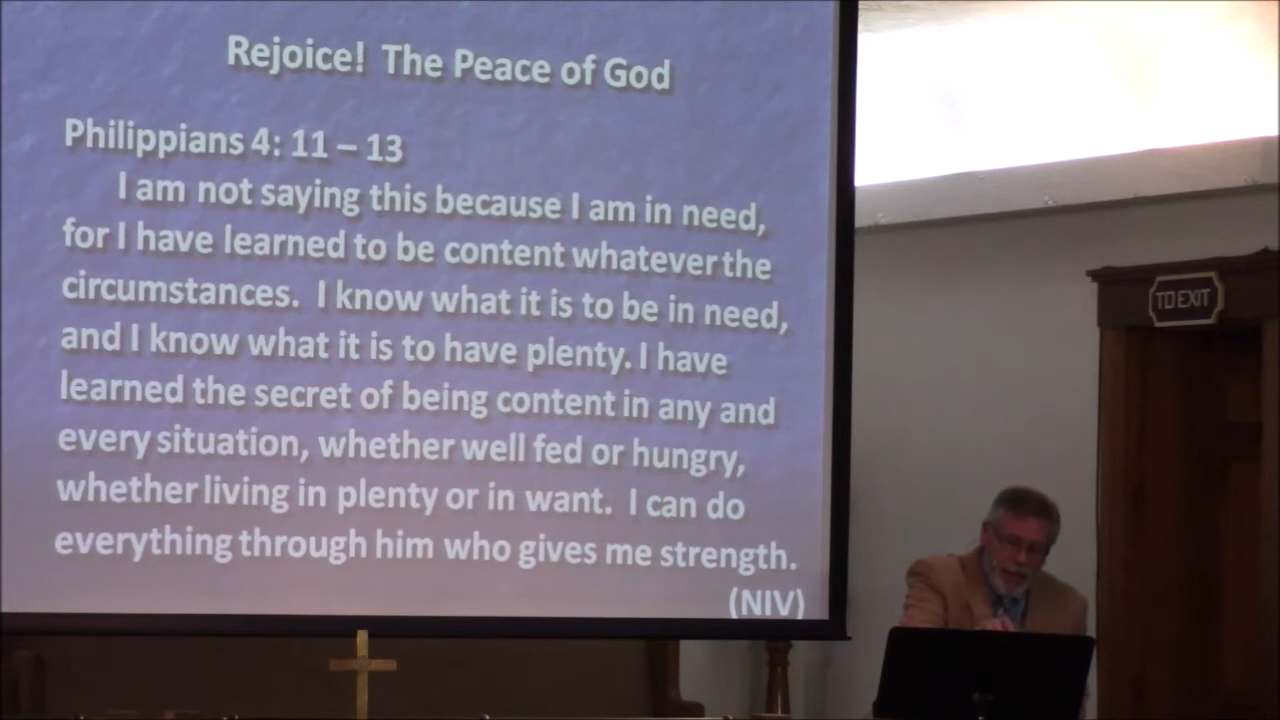 Rejoice! The Peace of God
Philippians 4: 11 – 13
I am not saying this because I am in need,
for I have learned to be content whatever the
circumstances. I know what it is to be in need,
and I know what it is to have plenty. I have
learned the secret of being content in any and
every situation, whether well fed or hungry,
whether living in plenty or in want. I can do
everything through him who gives me strength.
(NIV)
TO EXIT